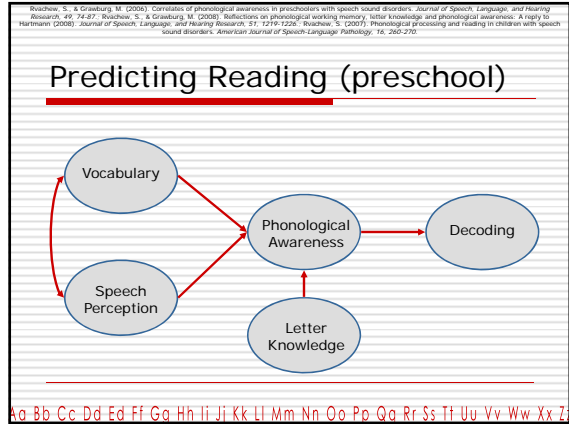 Rvachew, S., & Grawburg, M. (2006). Correlates of phonological awareness in preschoolers with speech sound disorders. Journal of Speech, Language, and Hearing
Research, 49, 74-87.; Rvachew, S., & Grawburg, M. (2008). Reflections on phonological working memory, letter knowledge and phonological awareness: A reply to
Hartmann (2008). Journal of Speech, Language, and Hearing Research, 51, 1219-1226.; Rvachew, S. (2007). Phonological processing and reading in children with speech
sound disorders. American Journal of Speech-Language Pathology, 16, 260-270.
Predicting Reading (preschool)
Vocabulary
Phonological
Awareness
Decoding
Speech
Perception
Letter
Knowledge
Aa Bb Cc Dd Ed Ff Gg Hh Ii Jj Kk Ll Mm Nn Oo Pp Qq Rr Ss Tt Uu Vv Ww Xx Zz